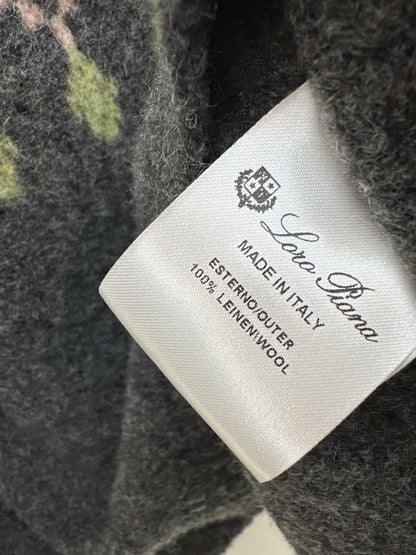 Loro Piana
MADE IN ITALY
ESTERNO/OUTER
100% LEINEN\WOOL